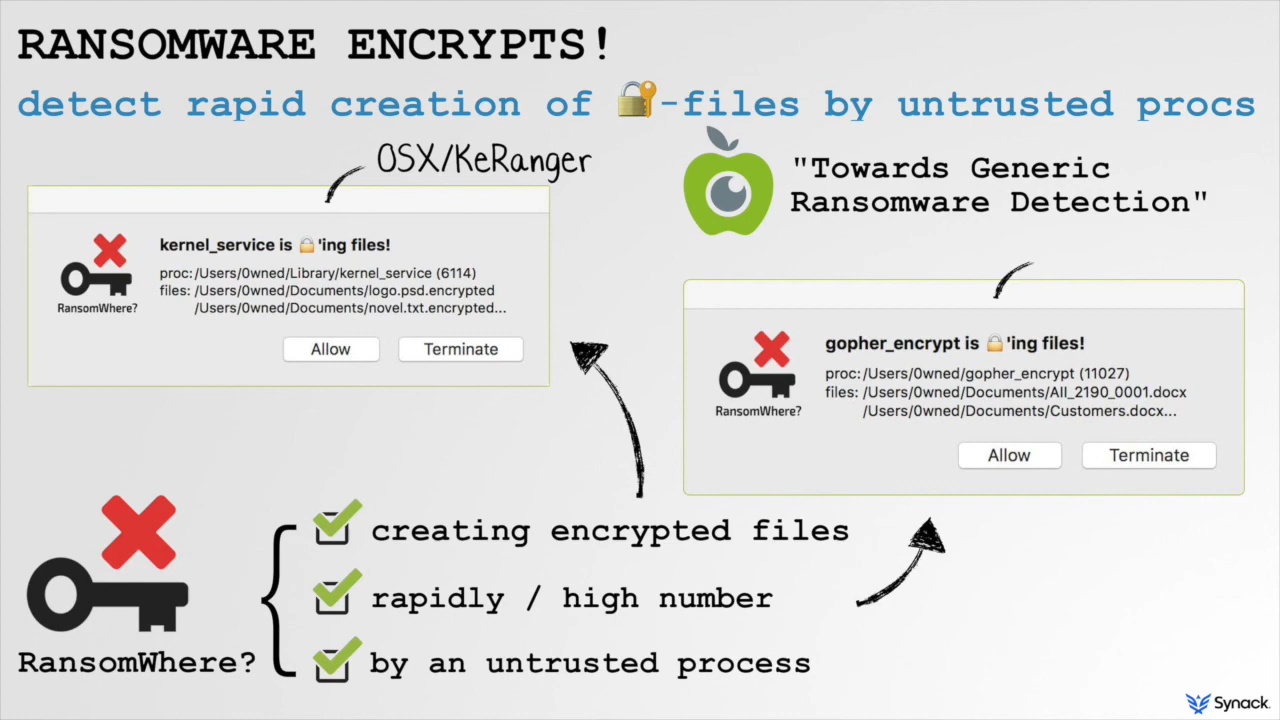 RANSOMWARE ENCRYPTS!
detect rapid creation of 🔐-files by untrusted procs
OSX/KeRanger
"Towards Generic
Ransomware Detection"
kernel_service is 🔒'ing files!
proc:/Users/0wned/Library/kernel_service (6114)
files: /Users/0wned/Documents/logo.psd.encrypted
/Users/0wned/Documents/novel.txt.encrypted...
RansomWhere?
Allow
Terminate
gopher_encrypt is 🔒'ing files!
proc:/Users/0wned/gopher_encrypt (11027)
files: /Users/0wned/Documents/All_2190_0001.docx
/Users/0wned/Documents/Customers.docx...
RansomWhere?
Allow
Terminate
creating encrypted files
rapidly / high number
by an untrusted process
RansomWhere?
Synack.